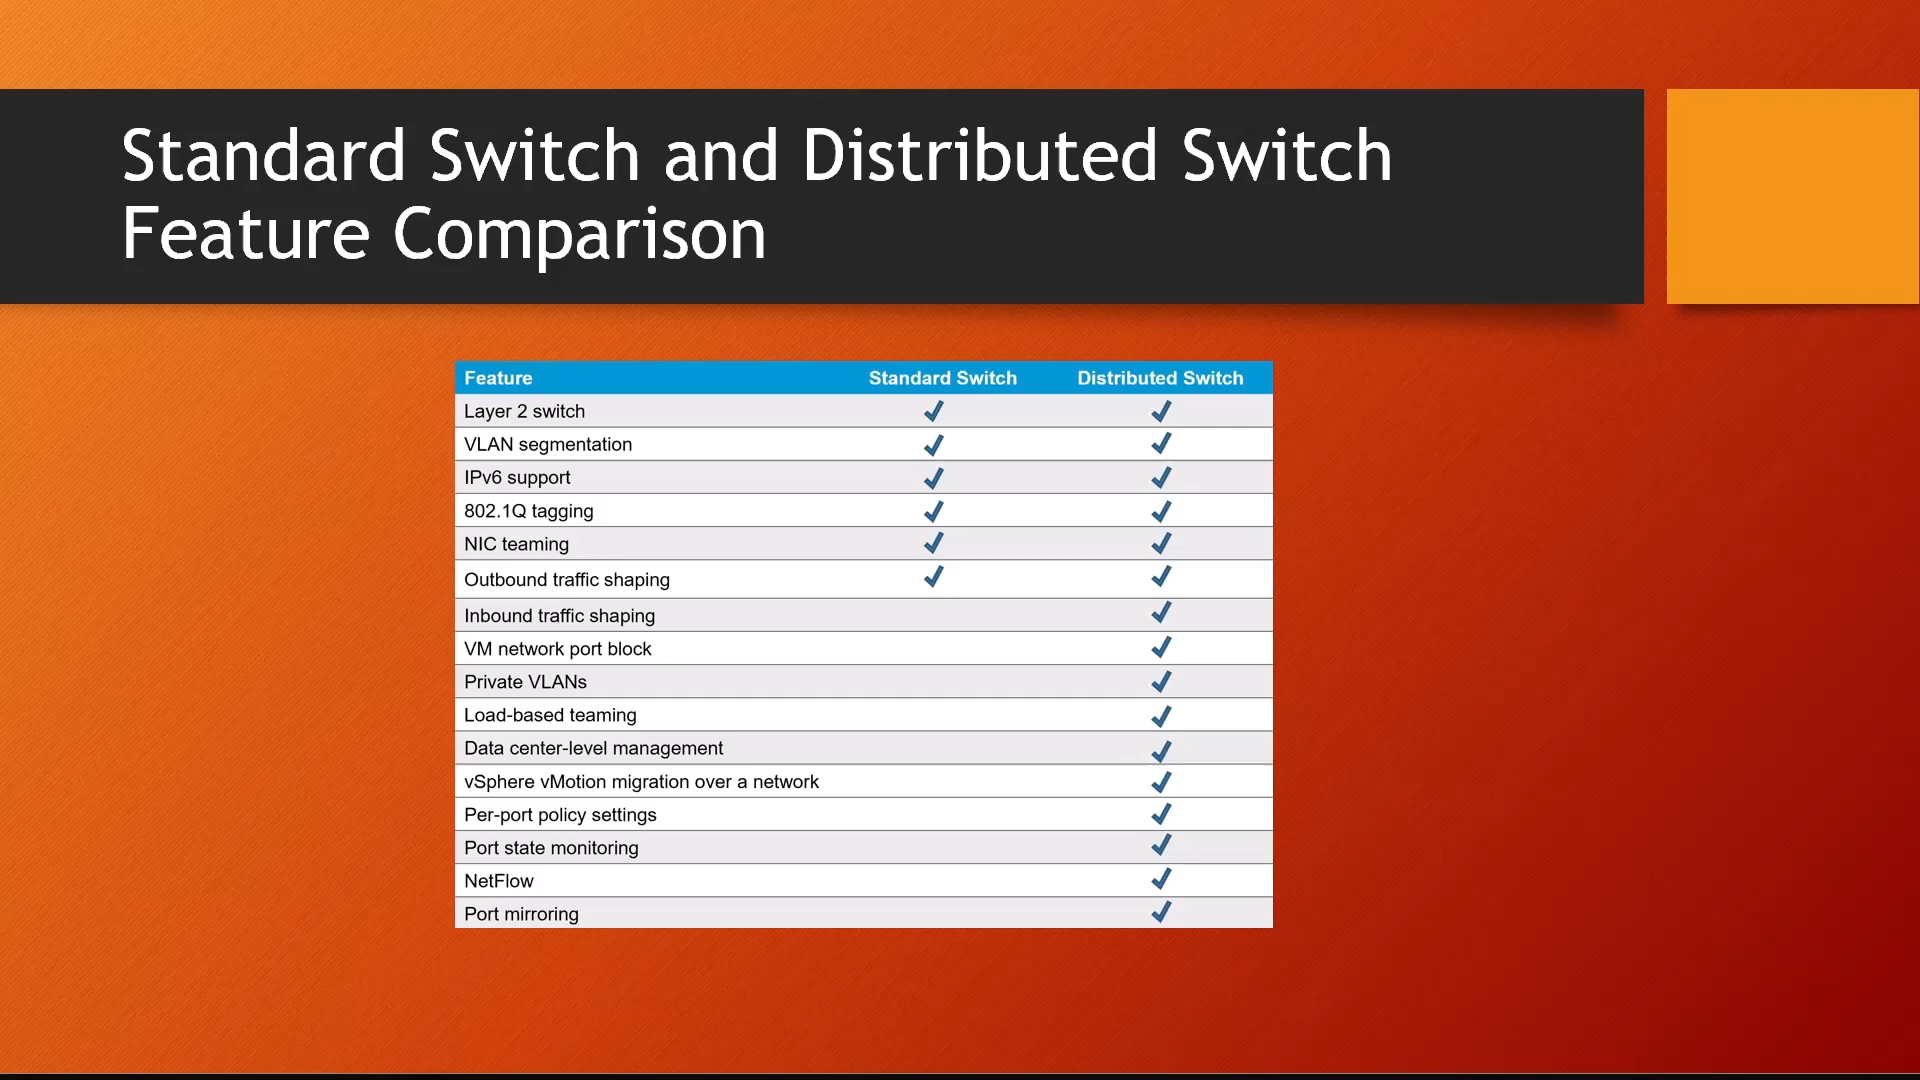 Standard Switch and Distributed Switch
Feature Comparison
Feature Standard Switch Distributed Switch
Layer 2 switch ✓ ✓
VLAN segmentation ✓ ✓
IPv6 support ✓ ✓
802.1Q tagging ✓ ✓
NIC teaming ✓ ✓
Outbound traffic shaping ✓ ✓
Inbound traffic shaping ✓
VM network port block ✓
Private VLANs ✓
Load-based teaming ✓
Data center-level management ✓
vSphere vMotion migration over a network ✓
Per-port policy settings ✓
Port state monitoring ✓
NetFlow ✓
Port mirroring ✓